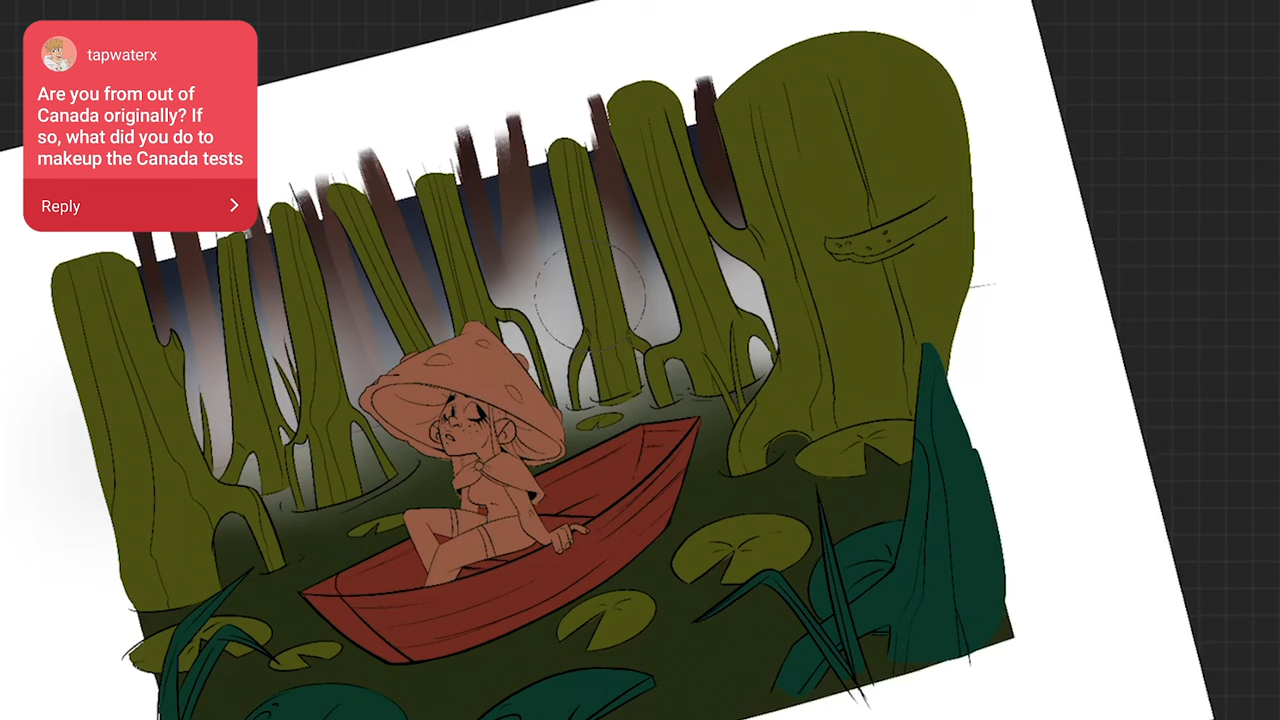 tapwaterx
Are you from out of
Canada originally? If
so, what did you do to
makeup the Canada tests
Reply